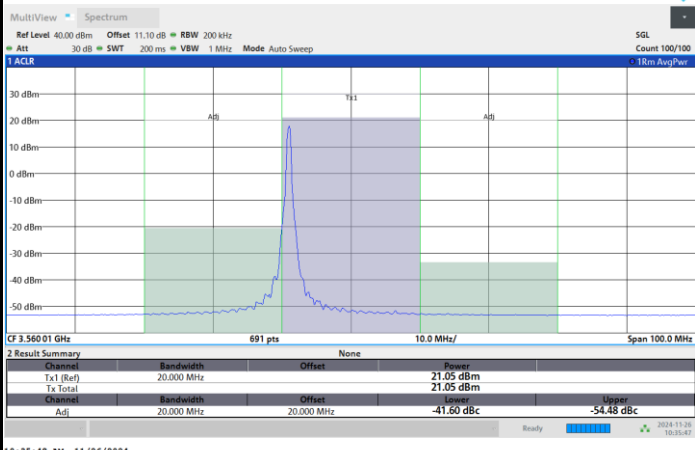 MultiView Spectrum
Ref Level 40.00 dBm Offset 11.10 dB RBW 200 kHz SGL
Att 30 dB SWT 200 ms VBW 1 MHz Mode Auto Sweep Count 100/100
1 ACLR 1Rm AvgPwr
30 dBm
Tx1
20 dBm
Adj Adj
10 dBm
0 dBm
-10 dBm
-20 dBm
-30 dBm
-40 dBm
-50 dBm
CF 3.56001 GHz 691 pts 10.0 MHz/ Span 100.0 MHz
2 Result Summary None
Channel Bandwidth Offset Power
Tx1 (Ref) 20.000 MHz 21.05 dBm
Tx Total 21.05 dBm
Channel Bandwidth Offset Lower Upper
Adj 20.000 MHz 20.000 MHz -41.60 dBc -54.48 dBc
Ready 2024-11-26
10:35:47